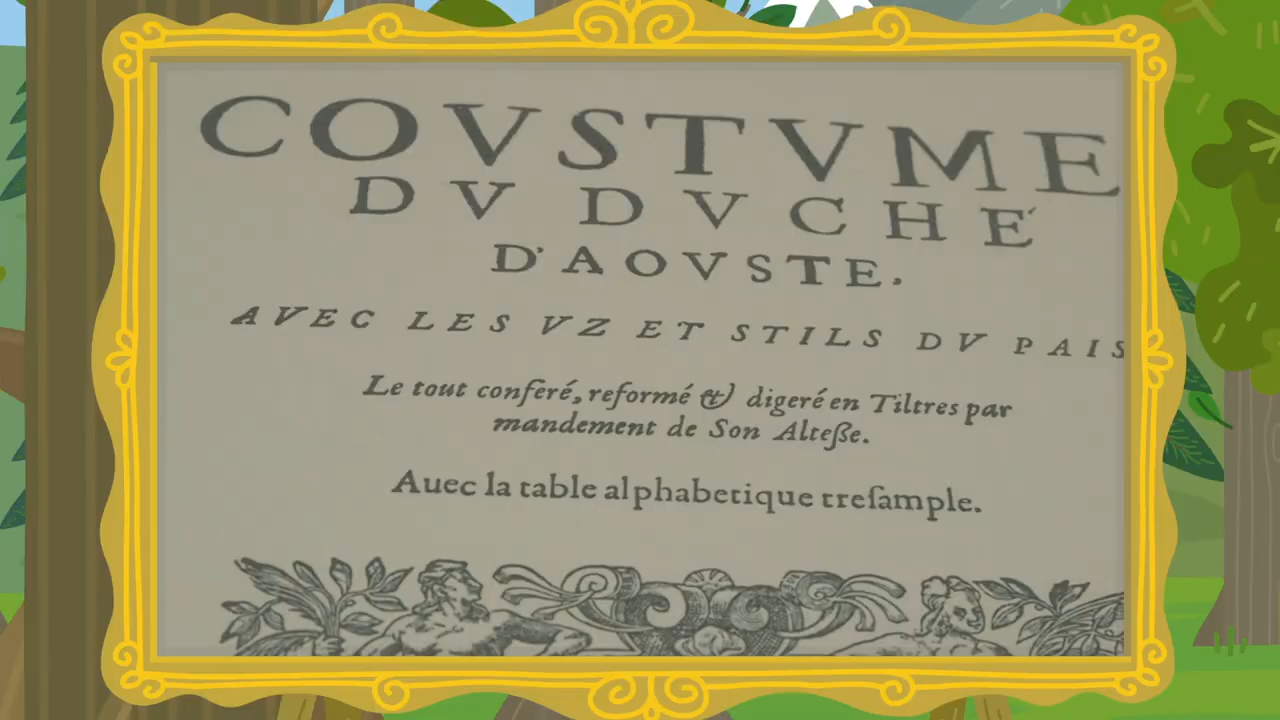 COVSTVME
DV DVCHÉ
D'AOVSTE.
AVEC LES VZ ET STILS DV PAIS
Le tout conferé, reformé & digeré en Tiltres par
mandement de Son Alteſſe.
Auec la table alphabetique treſample.